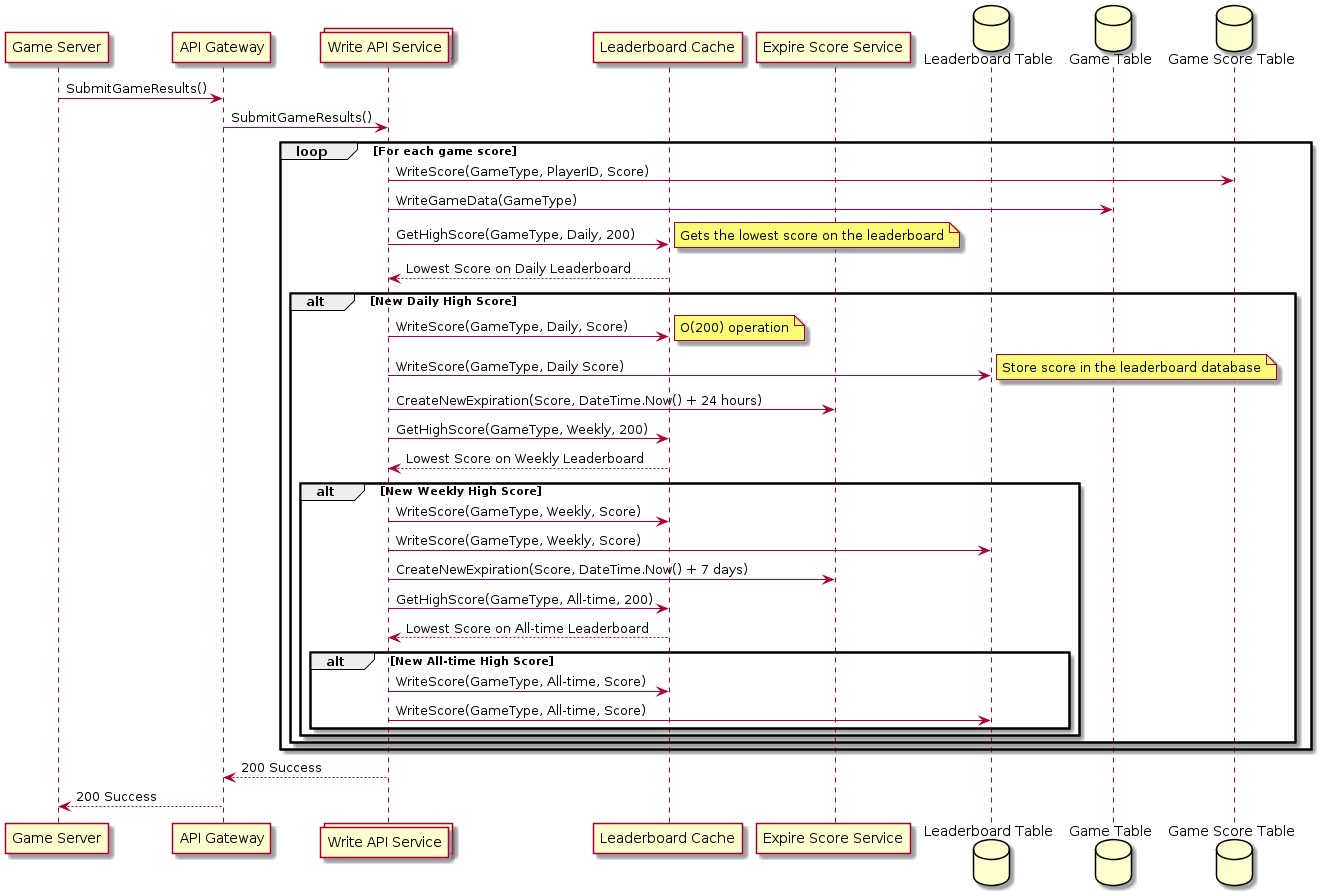 Game Server
API Gateway
Write API Service
Leaderboard Cache
Expire Score Service
Leaderboard Table
Game Table
Game Score Table
SubmitGameResults()
SubmitGameResults()
loop
[For each game score]
WriteScore(GameType, PlayerID, Score)
WriteGameData(GameType)
GetHighScore(GameType, Daily, 200)
Gets the lowest score on the leaderboard
Lowest Score on Daily Leaderboard
alt
[New Daily High Score]
WriteScore(GameType, Daily, Score)
O(200) operation
WriteScore(GameType, Daily Score)
Store score in the leaderboard database
CreateNewExpiration(Score, DateTime.Now() + 24 hours)
GetHighScore(GameType, Weekly, 200)
Lowest Score on Weekly Leaderboard
alt
[New Weekly High Score]
WriteScore(GameType, Weekly, Score)
WriteScore(GameType, Weekly, Score)
CreateNewExpiration(Score, DateTime.Now() + 7 days)
GetHighScore(GameType, All-time, 200)
Lowest Score on All-time Leaderboard
alt
[New All-time High Score]
WriteScore(GameType, All-time, Score)
WriteScore(GameType, All-time, Score)
200 Success
200 Success
Game Server
API Gateway
Write API Service
Leaderboard Cache
Expire Score Service
Leaderboard Table
Game Table
Game Score Table